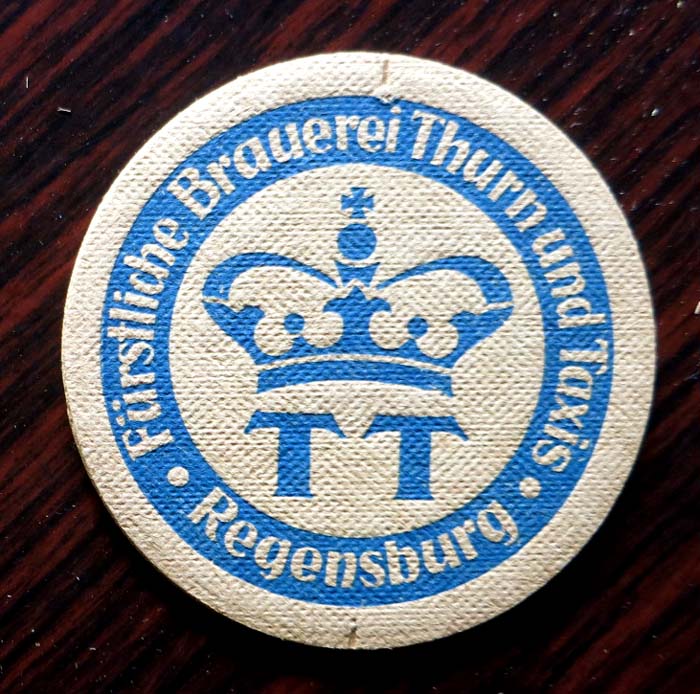 Fürstliche Brauerei Thurn und Taxis
TT
• Regensburg •